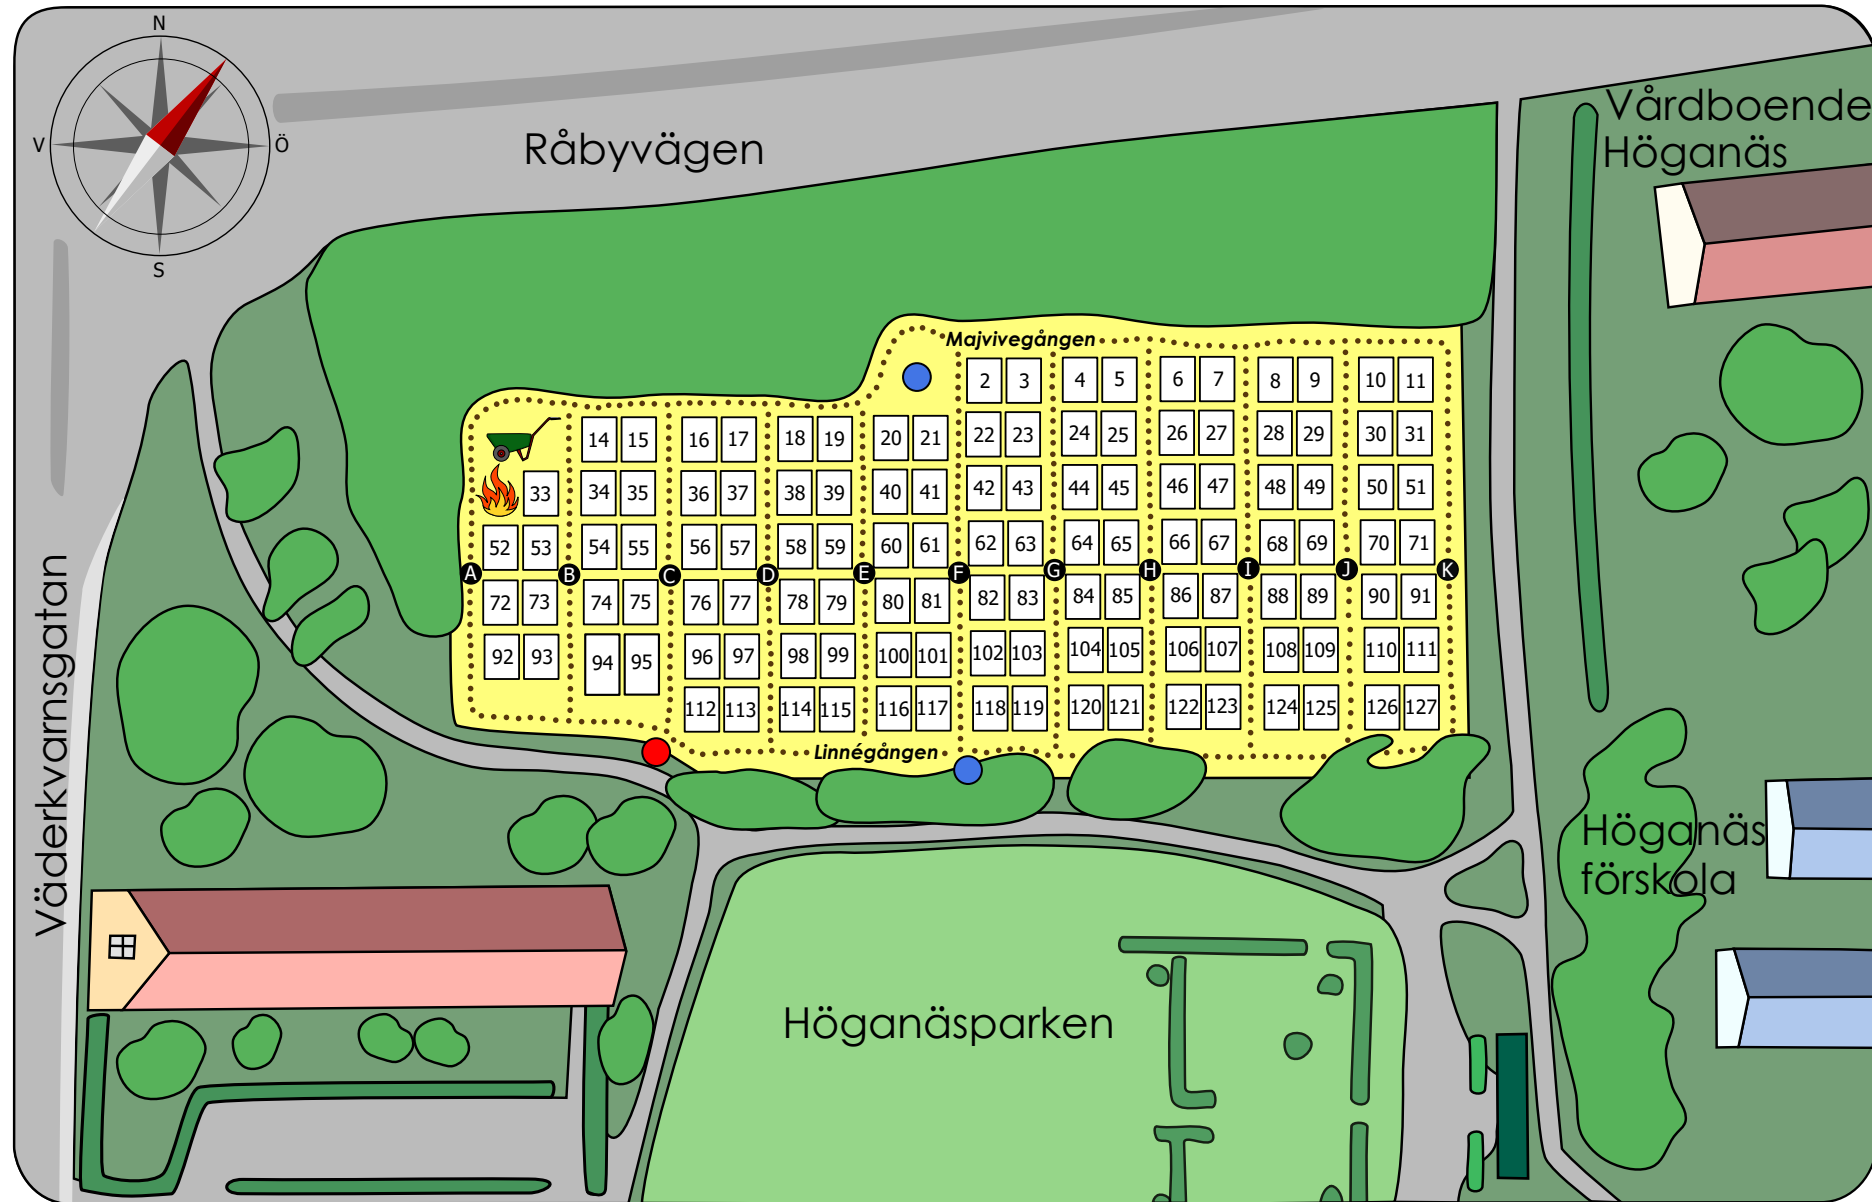 N
V
Ö
S
Råbyvägen
Vårdboende
Höganäs
Väderkvarnsgatan
Majvivegången
2 3 4 5 6 7 8 9 10 11
14 15 16 17 18 19 20 21 22 23 24 25 26 27 28 29 30 31
33 34 35 36 37 38 39 40 41 42 43 44 45 46 47 48 49 50 51
52 53 54 55 56 57 58 59 60 61 62 63 64 65 66 67 68 69 70 71
A B C D E F G H I J K
72 73 74 75 76 77 78 79 80 81 82 83 84 85 86 87 88 89 90 91
92 93 94 95 96 97 98 99 100 101 102 103 104 105 106 107 108 109 110 111
112 113 114 115 116 117 118 119 120 121 122 123 124 125 126 127
Linnégången
Höganäs
förskola
Höganäsparken